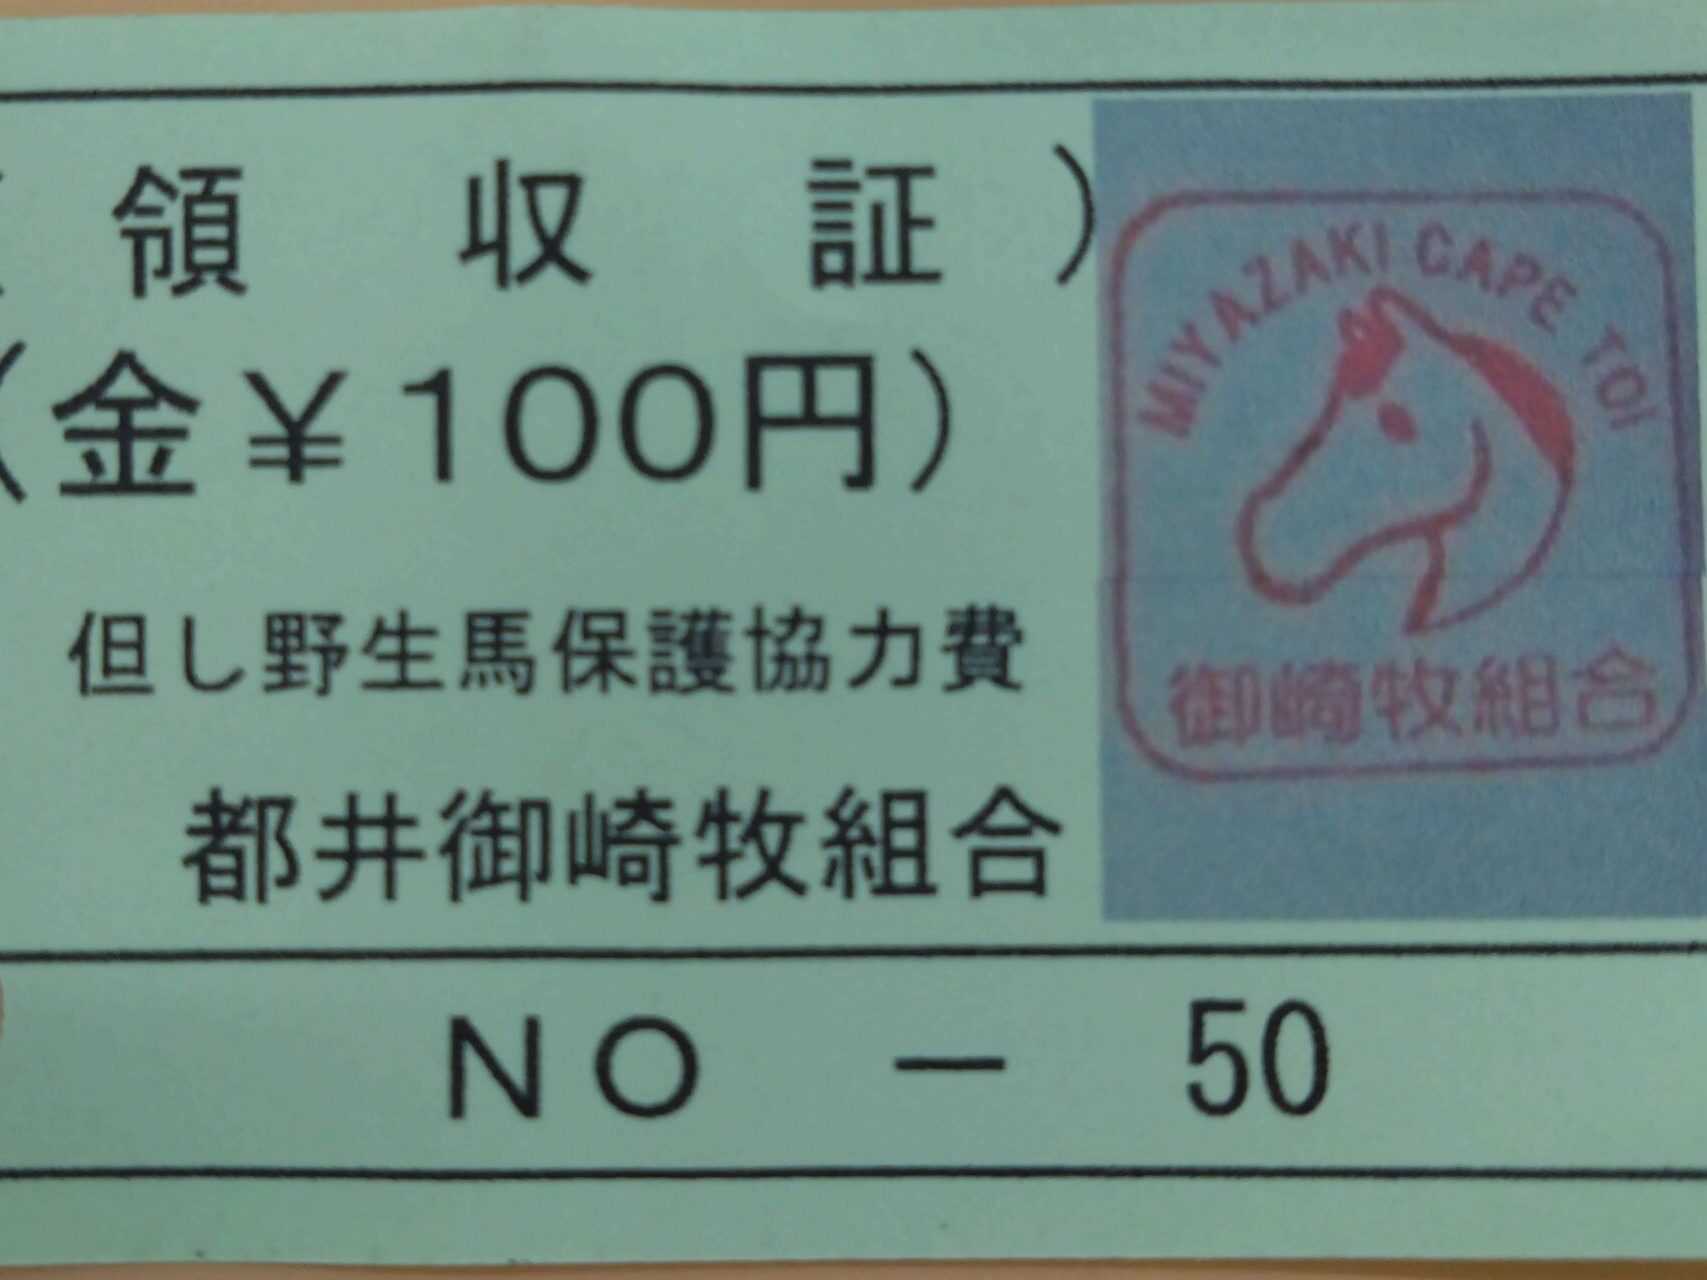 (領収証)
(金￥100円)
但し野生馬保護協力費
都井御崎牧組合
NO － 50
MIYAZAKI CAPE TOI
御崎牧組合